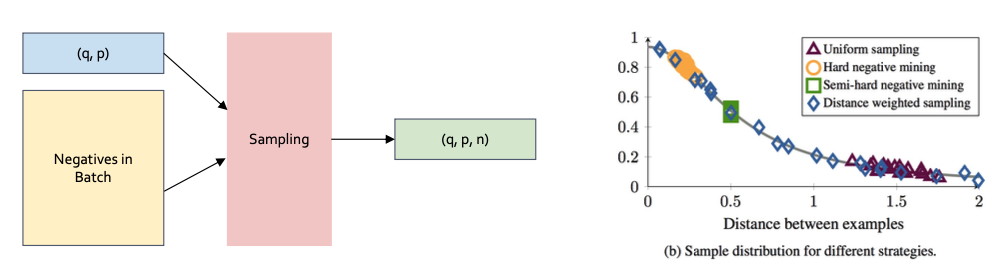 (q, p)
Negatives in
Batch
Sampling
(q, p, n)
1
0.8
0.6
0.4
0.2
0
0
0.5
1
1.5
2
Uniform sampling
Hard negative mining
Semi-hard negative mining
Distance weighted sampling
Distance between examples
(b) Sample distribution for different strategies.